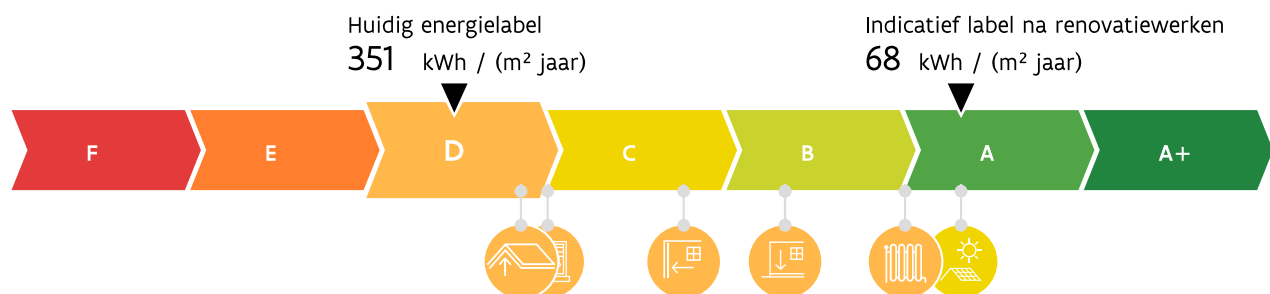 Huidig energielabel
351 kWh / (m² jaar)
Indicatief label na renovatiewerken
68 kWh / (m² jaar)
F E D C B A A+